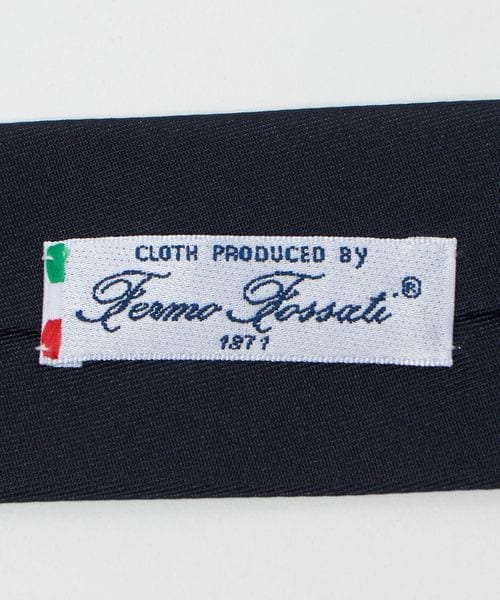 CLOTH PRODUCED BY
Fermo Fossati®
1871